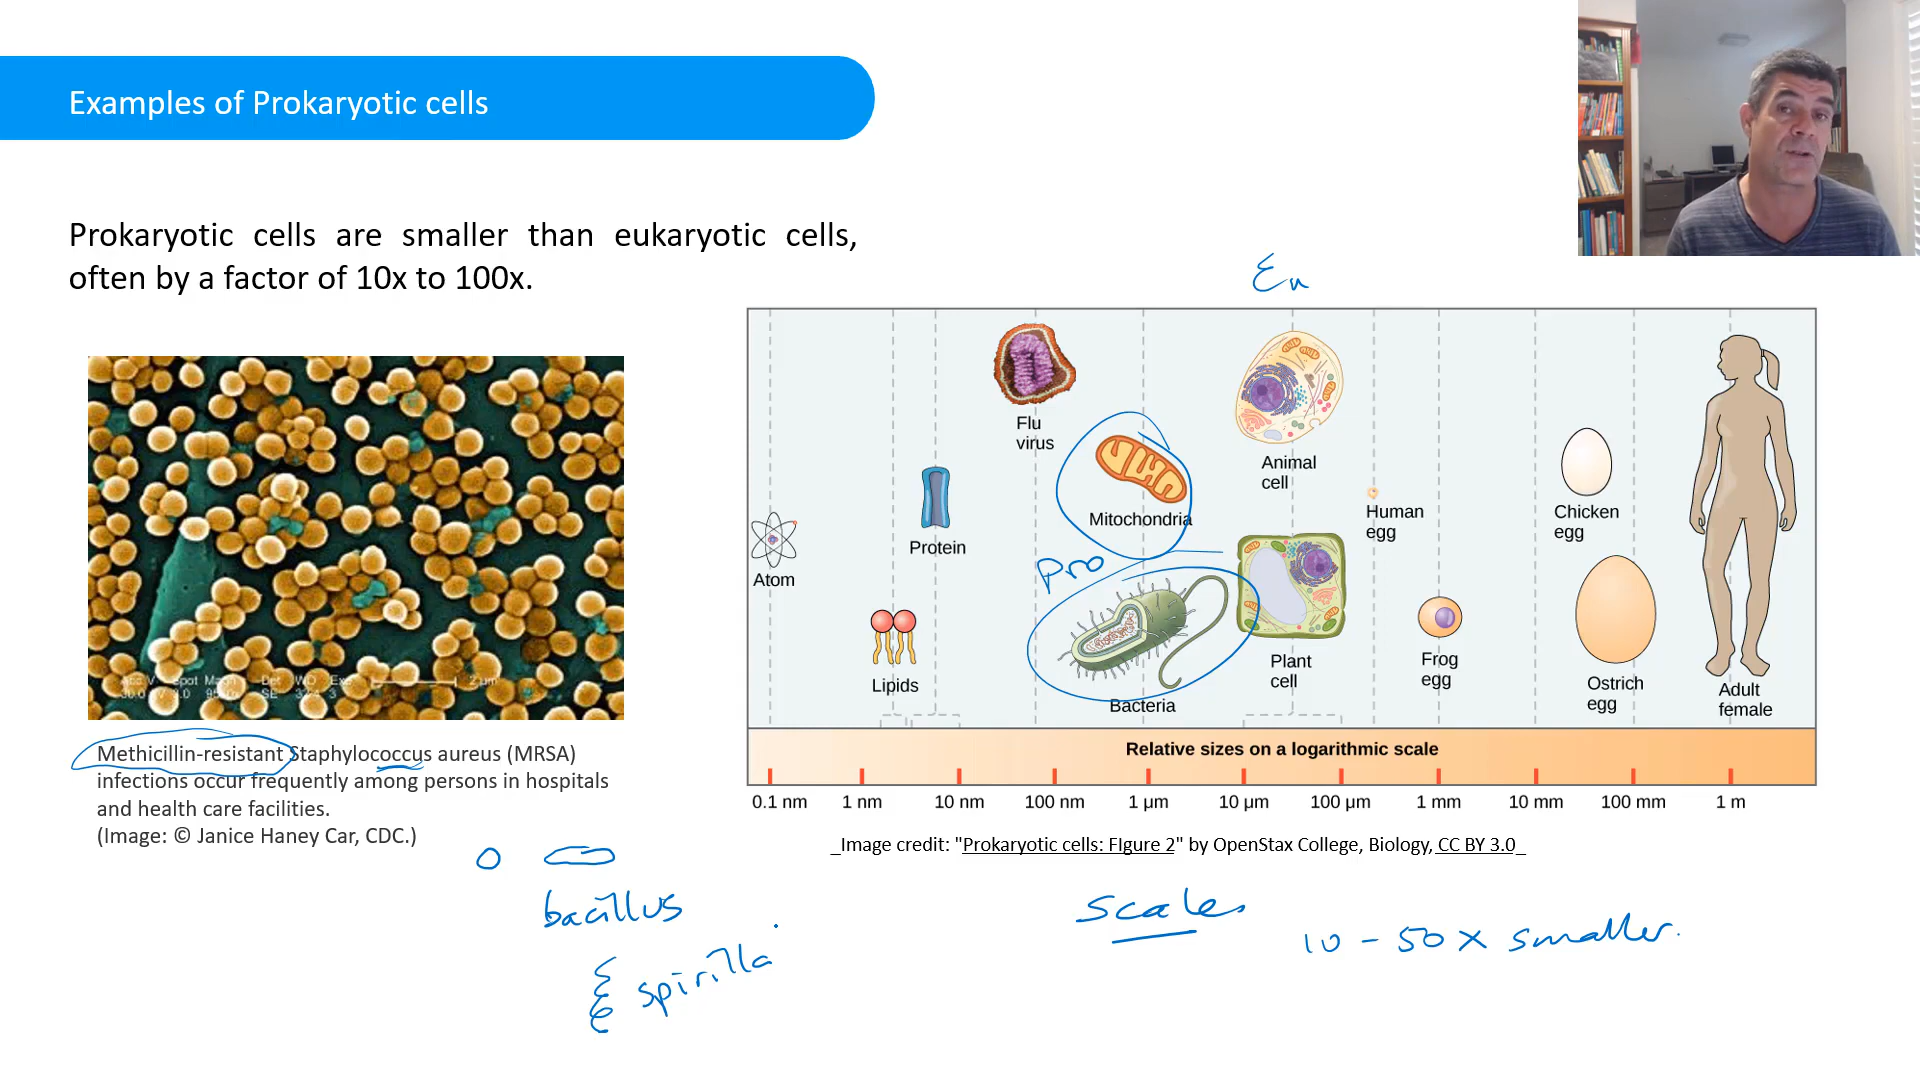 Examples of Prokaryotic cells
Prokaryotic cells are smaller than eukaryotic cells,
often by a factor of 10x to 100x.
2 µm
Methicillin-resistant Staphylococcus aureus (MRSA)
infections occur frequently among persons in hospitals
and health care facilities.
(Image: © Janice Haney Car, CDC.)
bacillus
spirilla
Eu
Flu
virus
Mitochondria
Animal
cell
Human
egg
Chicken
egg
Protein
Atom
Pro
Lipids
Bacteria
Plant
cell
Frog
egg
Ostrich
egg
Adult
female
Relative sizes on a logarithmic scale
0.1 nm 1 nm 10 nm 100 nm 1 µm 10 µm 100 µm 1 mm 10 mm 100 mm 1 m
_Image credit: "Prokaryotic cells: FIgure 2" by OpenStax College, Biology, CC BY 3.0_
Scales
10 - 50 x smaller.